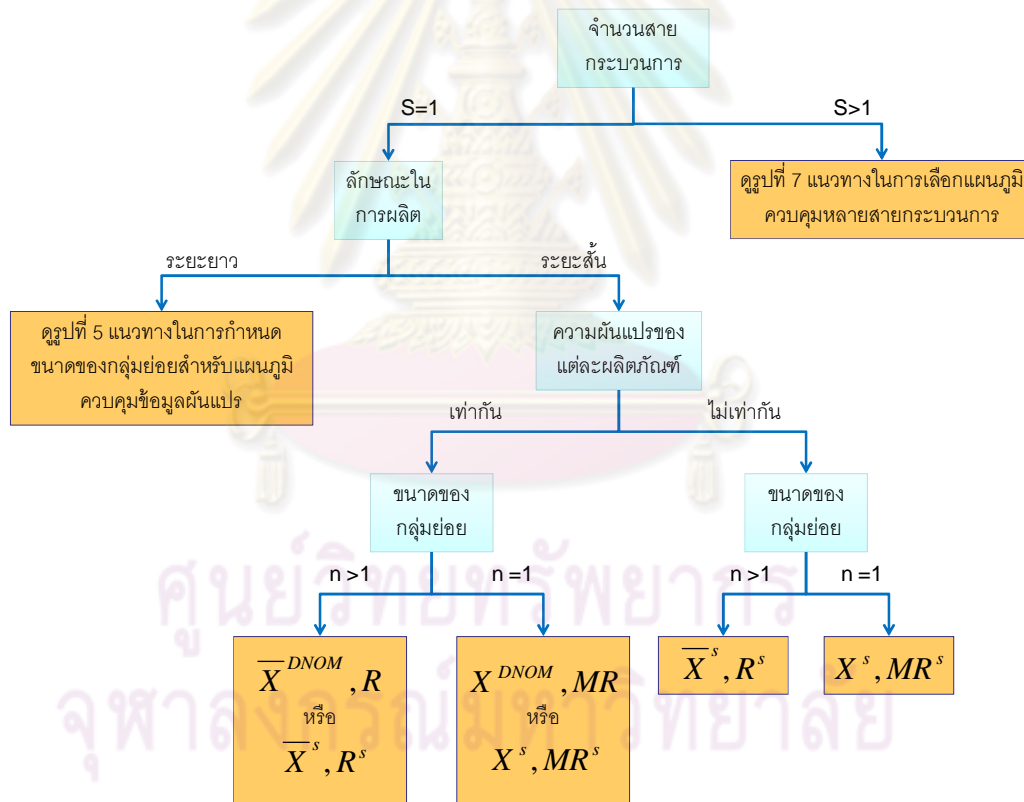 จำนวนสาย
กระบวนการ
S=1
S>1
ลักษณะใน
การผลิต
ดูรูปที่ 7 แนวทางในการเลือกแผนภูมิ
ควบคุมหลายสายกระบวนการ
ระยะยาว
ระยะสั้น
ดูรูปที่ 5 แนวทางในการกำหนด
ขนาดของกลุ่มย่อยสำหรับแผนภูมิ
ควบคุมข้อมูลผันแปร
ความผันแปรของ
แต่ละผลิตภัณฑ์
เท่ากัน
ไม่เท่ากัน
ขนาดของ
กลุ่มย่อย
ขนาดของ
กลุ่มย่อย
n >1
n =1
n >1
n =1
X̅^DNOM, R
หรือ
X̅^s, R^s
X^DNOM, MR
หรือ
X^s, MR^s
X̅^s, R^s
X^s, MR^s
ศูนย์วิทยทรัพยากร
จุฬาลงกรณ์มหาวิทยาลัย